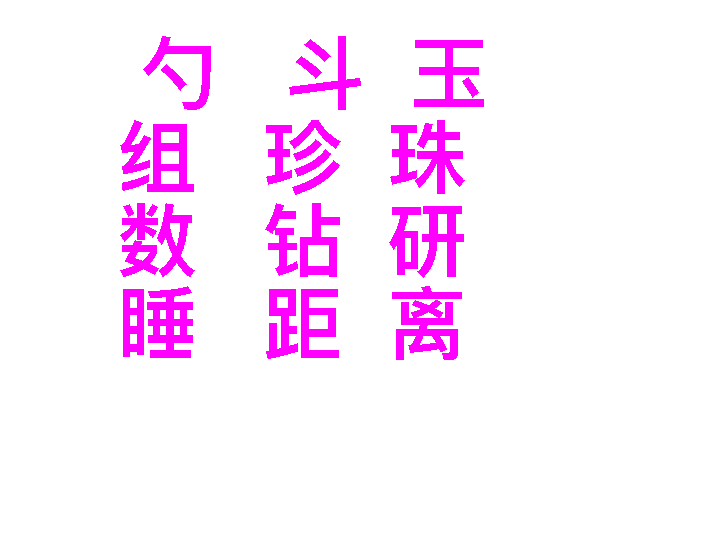 勺 斗 玉
组 珍 珠
数 钻 研
睡 距 离